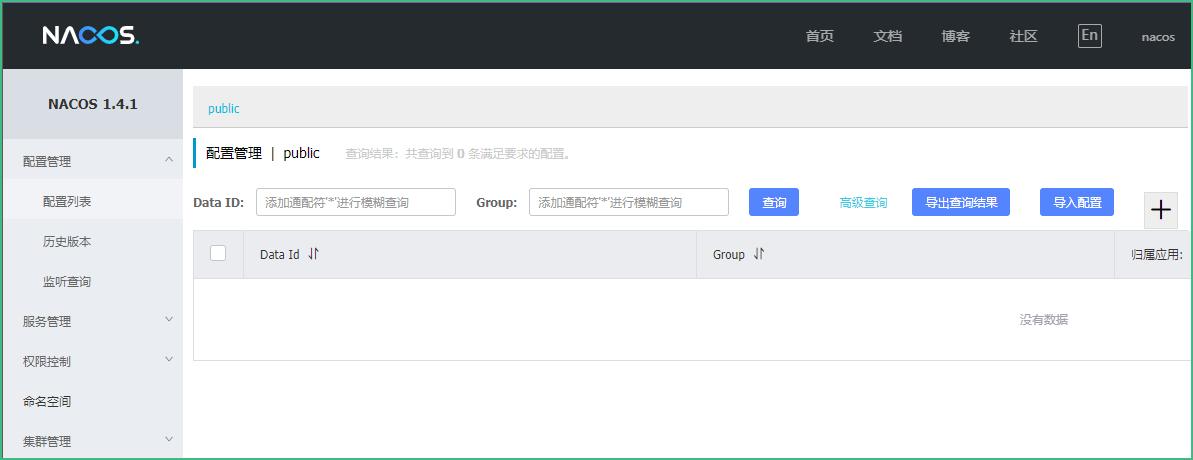 NACOS. 首页 文档 博客 社区 En nacos
NACOS 1.4.1
配置管理
配置列表
历史版本
监听查询
服务管理
权限控制
命名空间
集群管理
public
配置管理 | public 查询结果：共查询到 0 条满足要求的配置。
Data ID: 添加通配符'*'进行模糊查询 Group: 添加通配符'*'进行模糊查询 查询 高级查询 导出查询结果 导入配置 +
Data Id Group 归属应用:
没有数据